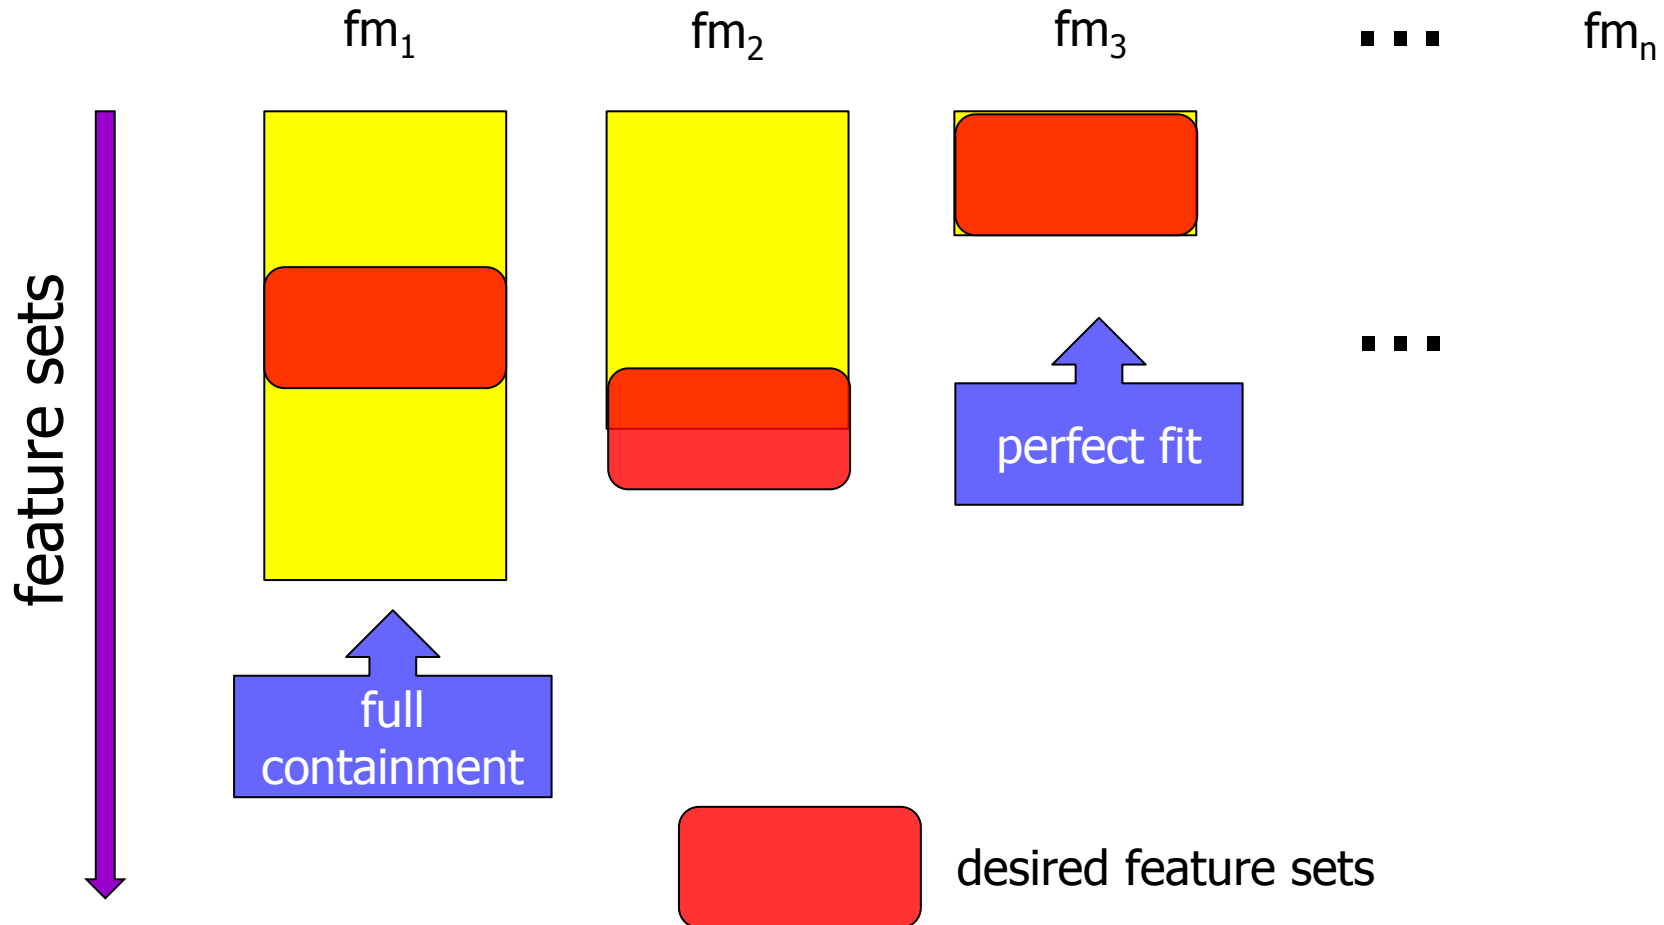 fm₁ fm₂ fm₃ ... fmₙ
feature sets
...
perfect fit
full
containment
desired feature sets